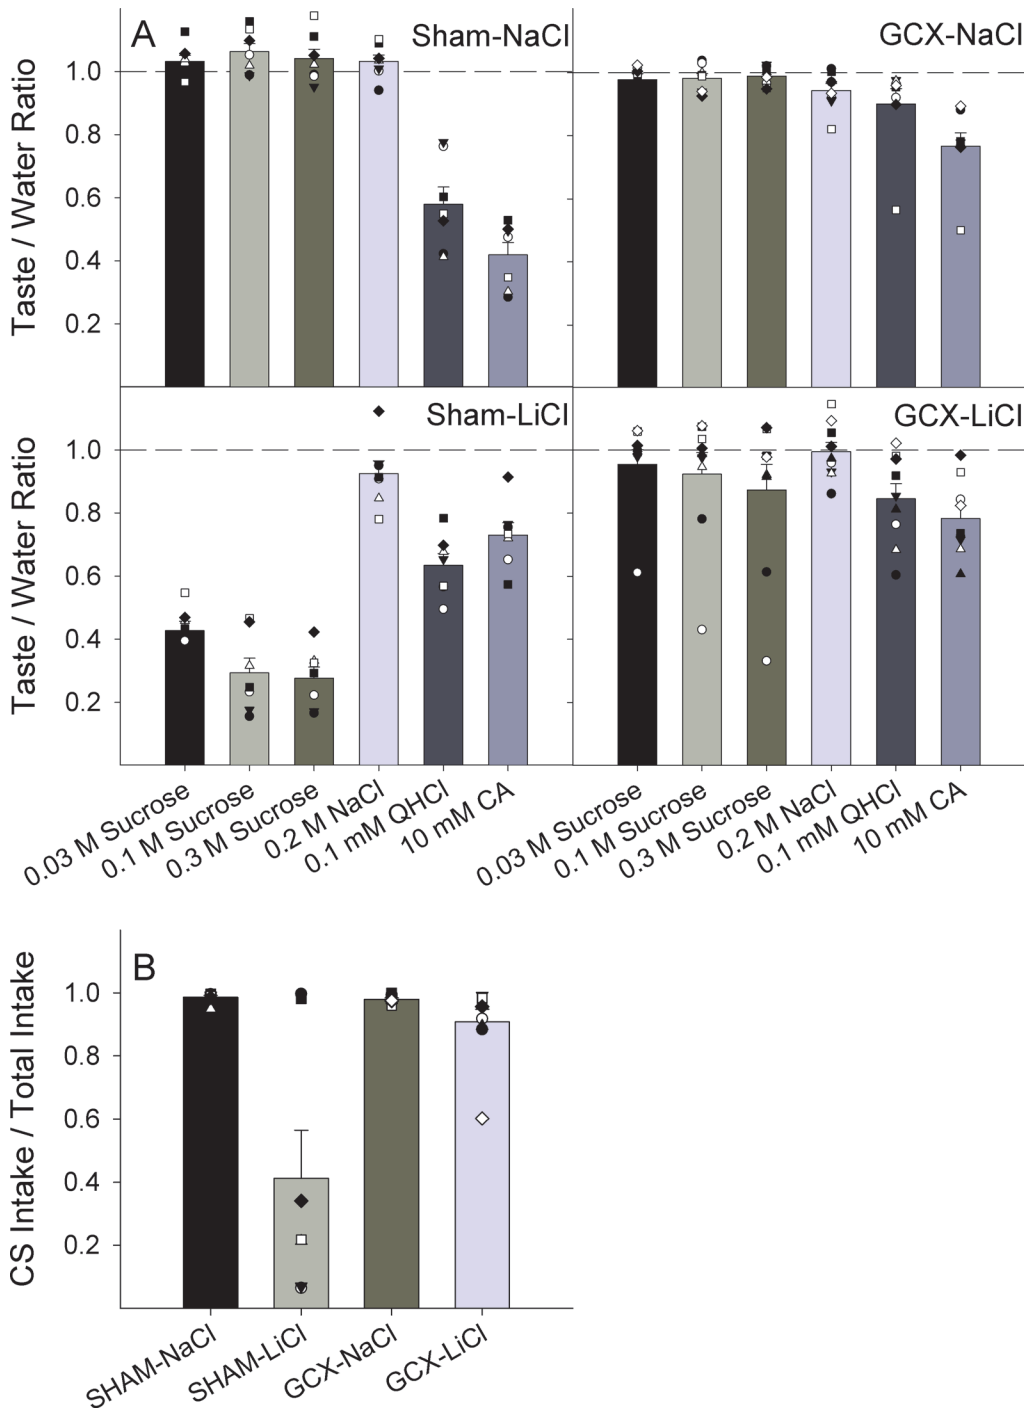 A
Sham-NaCl
GCX-NaCl
Taste / Water Ratio
1.0
0.8
0.6
0.4
0.2
Sham-LiCl
GCX-LiCl
Taste / Water Ratio
1.0
0.8
0.6
0.4
0.2
0.03 M Sucrose
0.1 M Sucrose
0.3 M Sucrose
0.2 M NaCl
0.1 mM QHCl
10 mM CA
0.03 M Sucrose
0.1 M Sucrose
0.3 M Sucrose
0.2 M NaCl
0.1 mM QHCl
10 mM CA
B
CS Intake / Total Intake
1.0
0.8
0.6
0.4
0.2
SHAM-NaCl
SHAM-LiCl
GCX-NaCl
GCX-LiCl